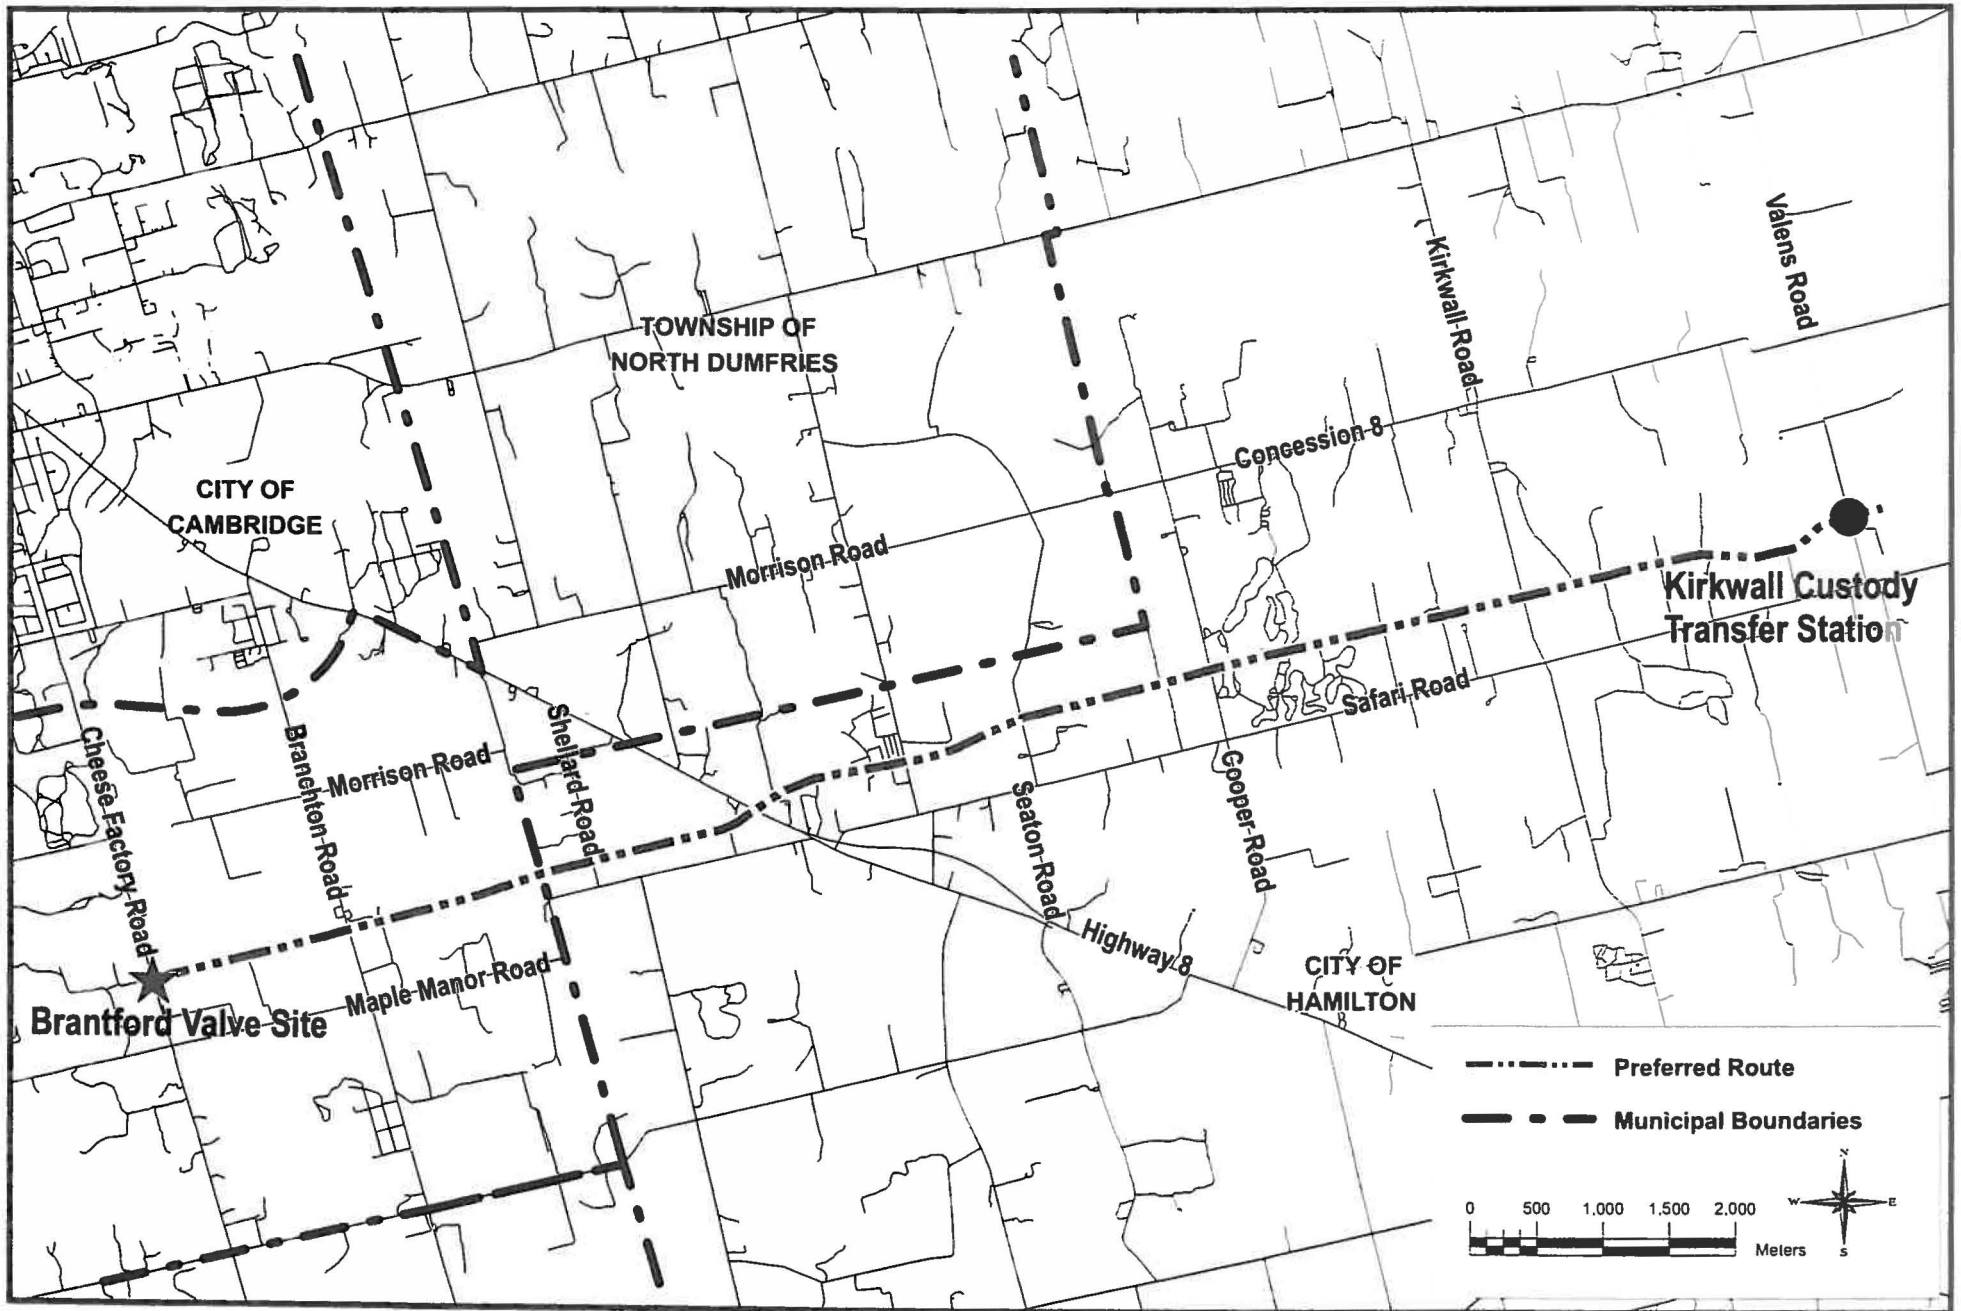 Valens Road
Kirkwall Road
TOWNSHIP OF
NORTH DUMFRIES
Concession 8
CITY OF
CAMBRIDGE
Morrison Road
Kirkwall Custody
Transfer Station
Safari Road
Cheese Factory Road
Branchton Road
Morrison Road
Shellard Road
Seaton Road
Cooper Road
Highway 8
CITY OF
HAMILTON
Maple Manor Road
Brantford Valve Site
Preferred Route
Municipal Boundaries
N
W
E
S
0 500 1,000 1,500 2,000
Meters